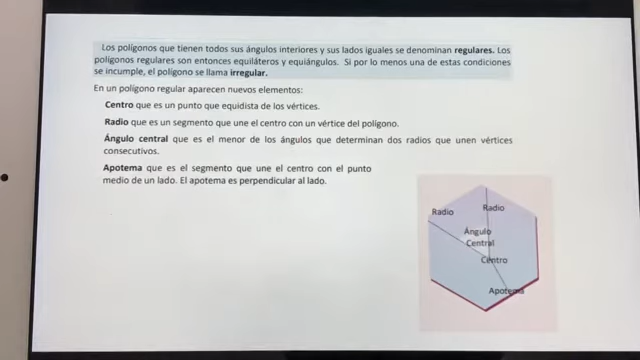 Los polígonos que tienen todos sus ángulos interiores y sus lados iguales se denominan regulares. Los
polígonos regulares son entonces equiláteros y equiángulos. Si por lo menos una de estas condiciones
se incumple, el polígono se llama irregular.
En un polígono regular aparecen nuevos elementos:
Centro que es un punto que equidista de los vértices.
Radio que es un segmento que une el centro con un vértice del polígono.
Ángulo central que es el menor de los ángulos que determinan dos radios que unen vértices
consecutivos.
Apotema que es el segmento que une el centro con el punto
medio de un lado. El apotema es perpendicular al lado.
Radio
Radio
Ángulo
Central
Centro
Apotema